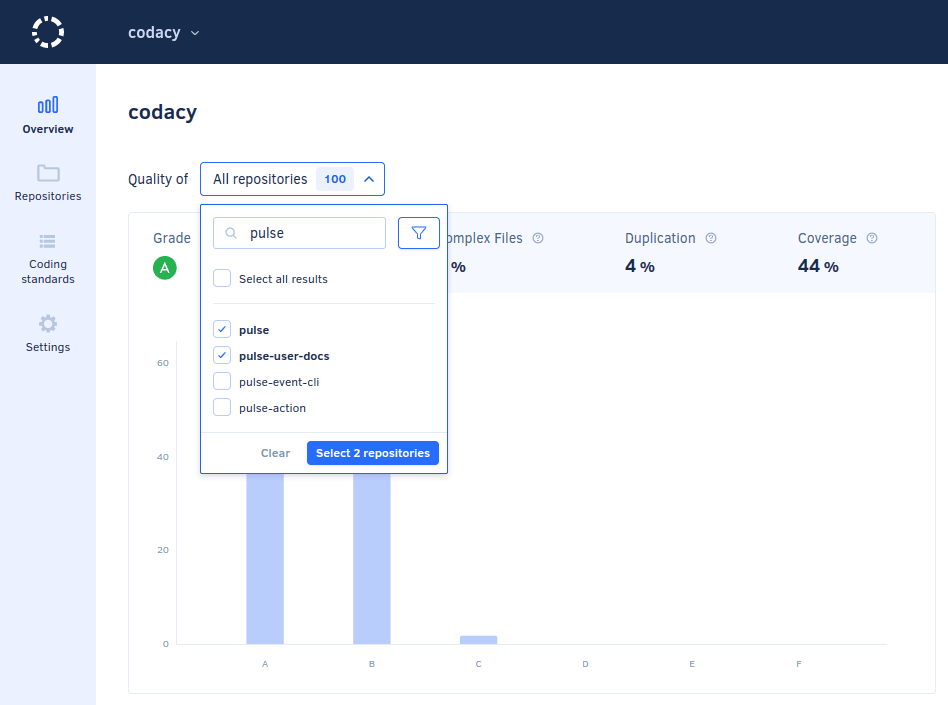 codacy
Overview
Repositories
Coding
standards
Settings
codacy
Quality of All repositories 100
pulse
Select all results
pulse
pulse-user-docs
pulse-event-cli
pulse-action
Clear Select 2 repositories
Grade
A
omplex Files ?
%
Duplication ?
4 %
Coverage ?
44 %
60
40
20
0
A B C D E F